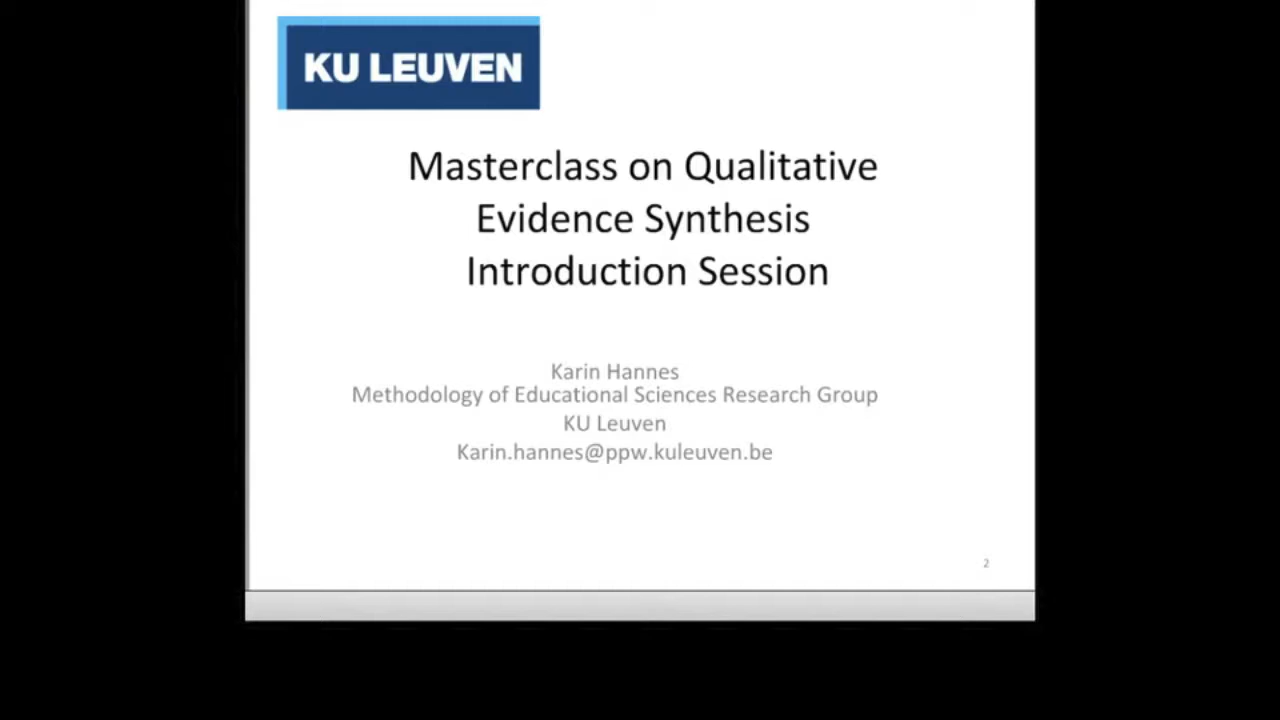 KU LEUVEN
Masterclass on Qualitative
Evidence Synthesis
Introduction Session
Karin Hannes
Methodology of Educational Sciences Research Group
KU Leuven
Karin.hannes@ppw.kuleuven.be
2